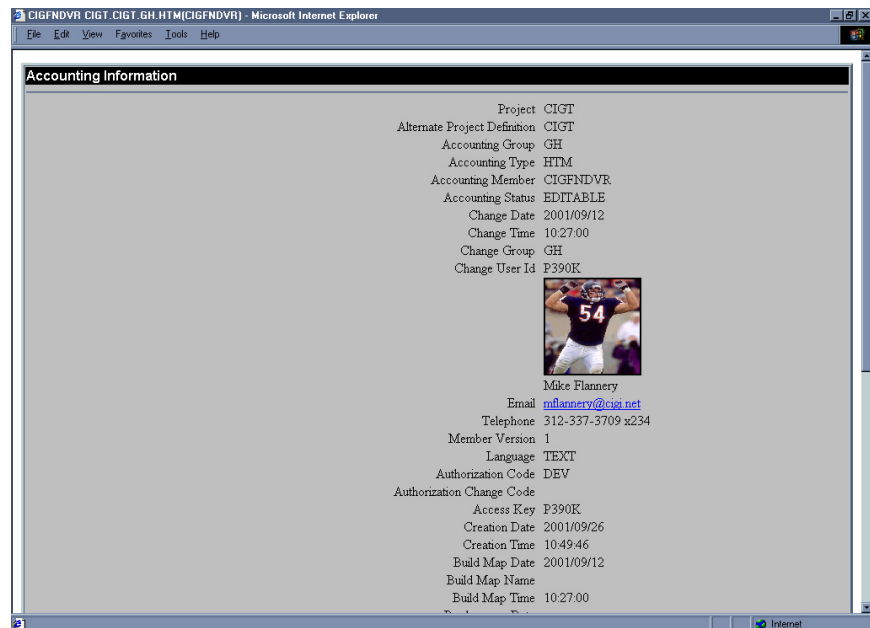 CIGFNDVR CIGT.CIGT.GH.HTM(CIGFNDVR) - Microsoft Internet Explorer
File Edit View Favorites Tools Help
Accounting Information
Project CIGT
Alternate Project Definition CIGT
Accounting Group GH
Accounting Type HTM
Accounting Member CIGFNDVR
Accounting Status EDITABLE
Change Date 2001/09/12
Change Time 10:27:00
Change Group GH
Change User Id P390K
54
Mike Flannery
Email mflannery@cigi.net
Telephone 312-337-3709 x234
Member Version 1
Language TEXT
Authorization Code DEV
Authorization Change Code
Access Key P390K
Creation Date 2001/09/26
Creation Time 10:49:46
Build Map Date 2001/09/12
Build Map Name
Build Map Time 10:27:00
Internet